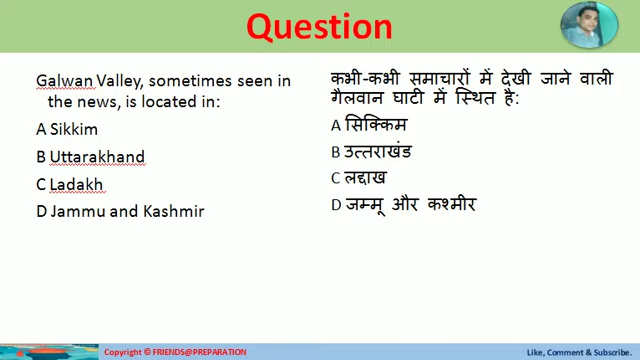 Question
Galwan Valley, sometimes seen in
the news, is located in:
A Sikkim
B Uttarakhand
C Ladakh
D Jammu and Kashmir
कभी-कभी समाचारों में देखी जाने वाली
गैलवान घाटी में स्थित है:
A सिक्किम
B उत्तराखंड
C लद्दाख
D जम्मू और कश्मीर
Copyright © FRIENDS@PREPARATION
Like, Comment & Subscribe.